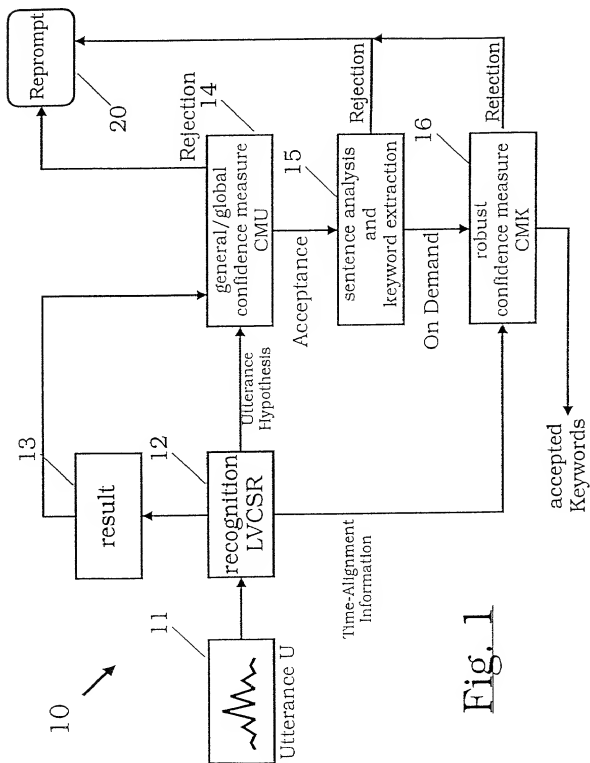 10
11
Utterance U
13
result
12
recognition
LVCSR
Utterance
Hypothesis
Time-Alignment
Information
general/global
confidence measure
CMU
14
Rejection
Acceptance
15
sentence analysis
and
keyword extraction
Rejection
On Demand
16
robust
confidence measure
CMK
Rejection
accepted
Keywords
Reprompt
20
Fig. 1